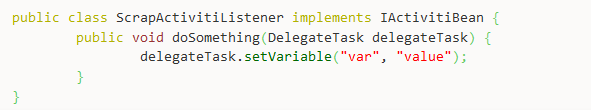 public class ScrapActivitiListener implements IActivitiBean {
        public void doSomething(DelegateTask delegateTask) {
                delegateTask.setVariable("var", "value");
        }
}